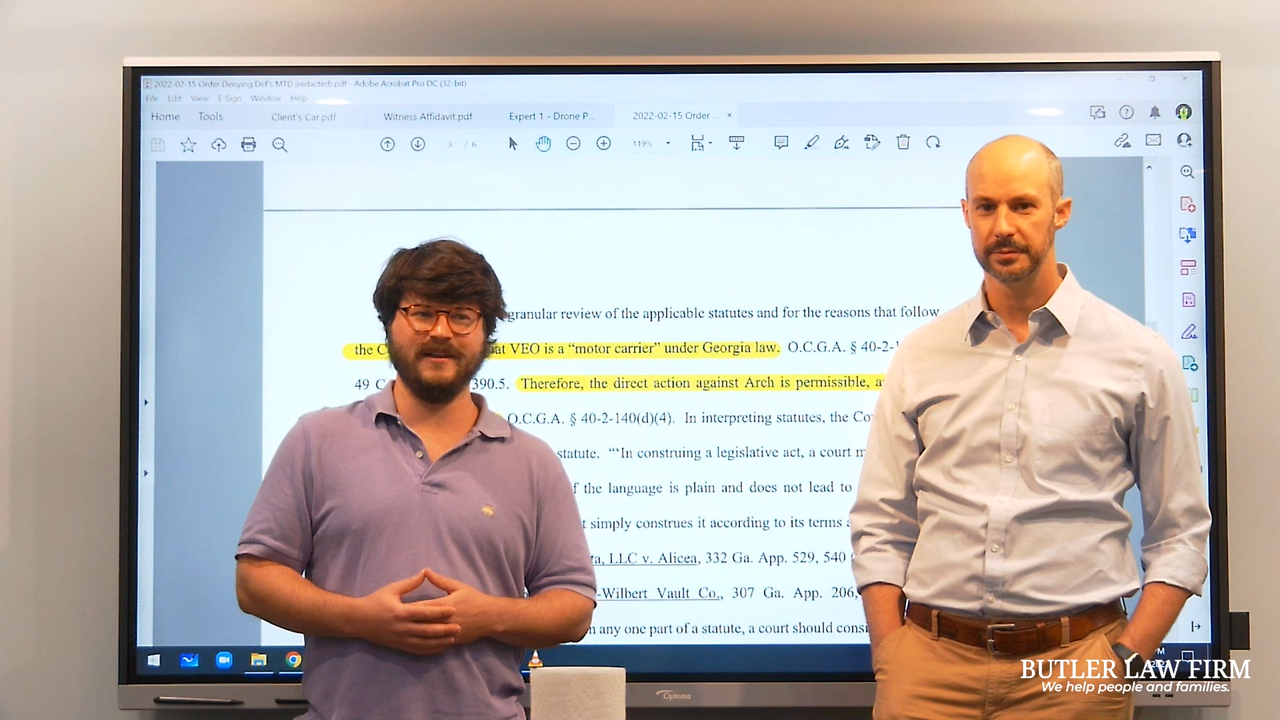 2022-02-15 Order Denying Def's MTD (redacted).pdf - Adobe Acrobat Pro DC (32-bit)
File Edit View E-Sign Window Help
Home Tools Client's Car.pdf Witness Affidavit.pdf Expert 1 - Drone P... 2022-02-15 Order ... ×
3 / 6 119%
granular review of the applicable statutes and for the reasons that follow
the C at VEO is a “motor carrier” under Georgia law. O.C.G.A. § 40-2-1
49 C 390.5. Therefore, the direct action against Arch is permissible, a
O.C.G.A. § 40-2-140(d)(4). In interpreting statutes, the Co
statute. “‘In construing a legislative act, a court m
f the language is plain and does not lead to
t simply construes it according to its terms a
ta, LLC v. Alicea, 332 Ga. App. 529, 540
-Wilbert Vault Co., 307 Ga. App. 206,
n any one part of a statute, a court should consi
Optoma
BUTLER LAW FIRM
We help people and families.